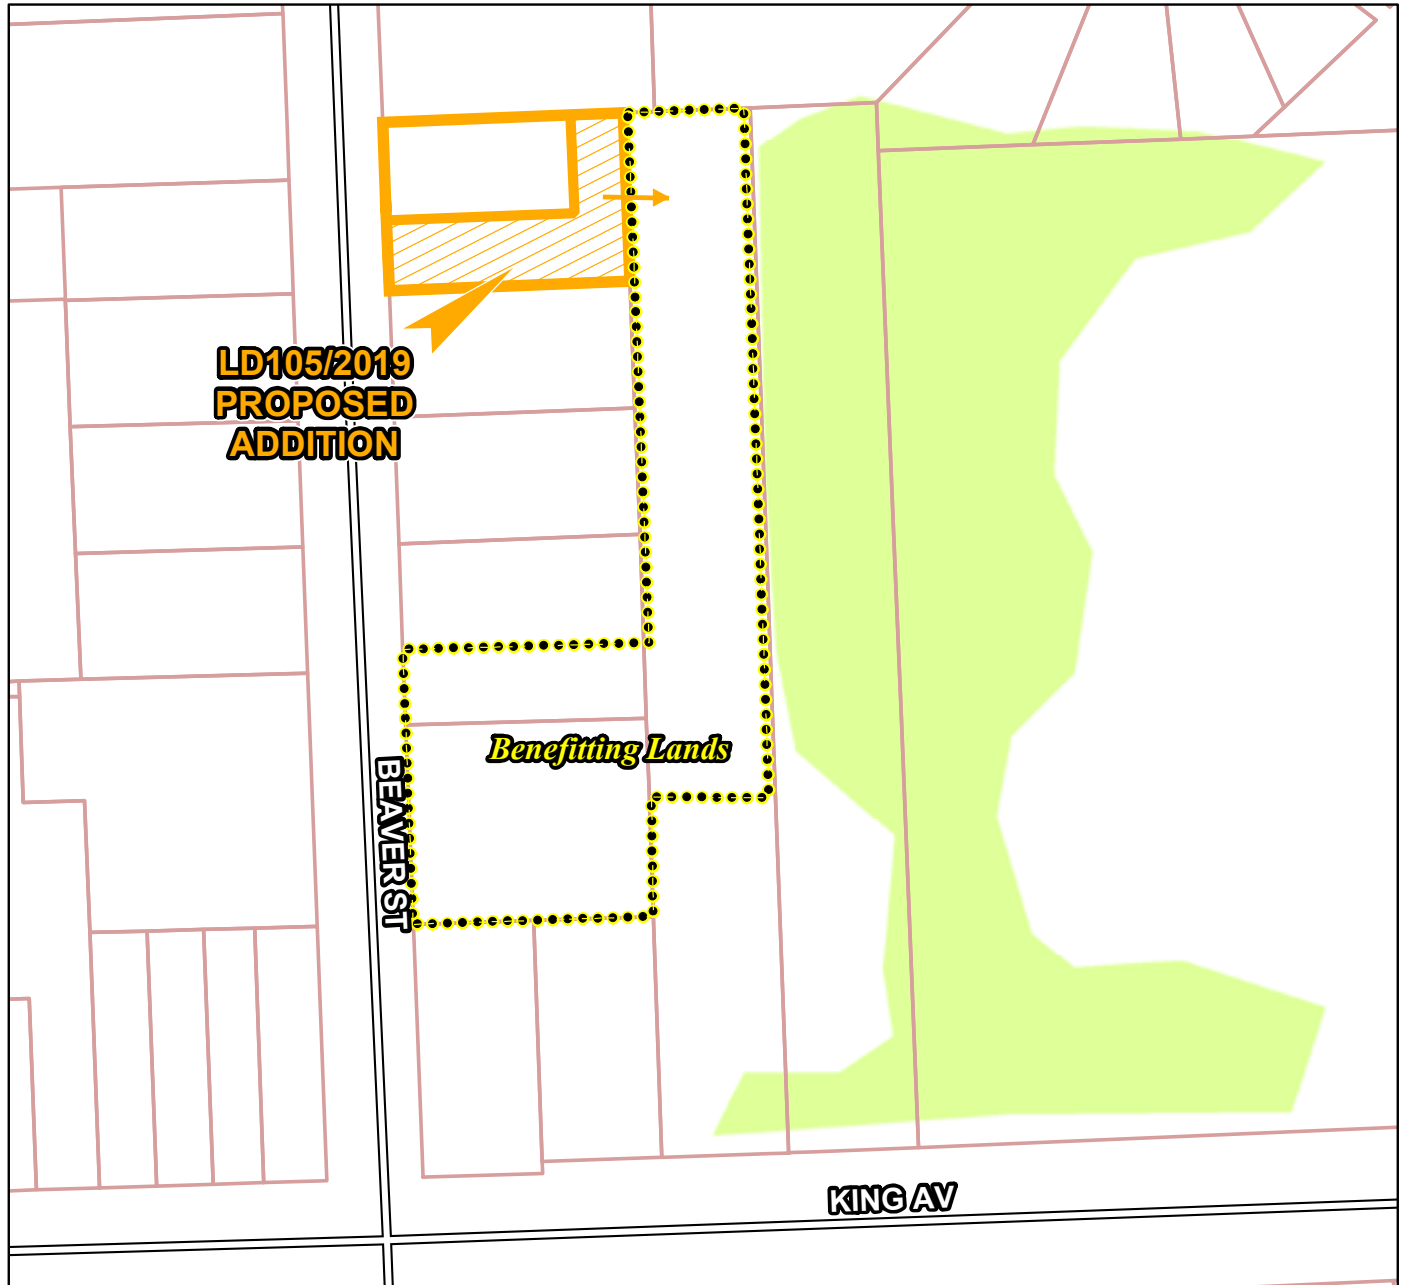 LD105/2019
PROPOSED
ADDITION
Benefitting Lands
BEAVER ST
KING AV